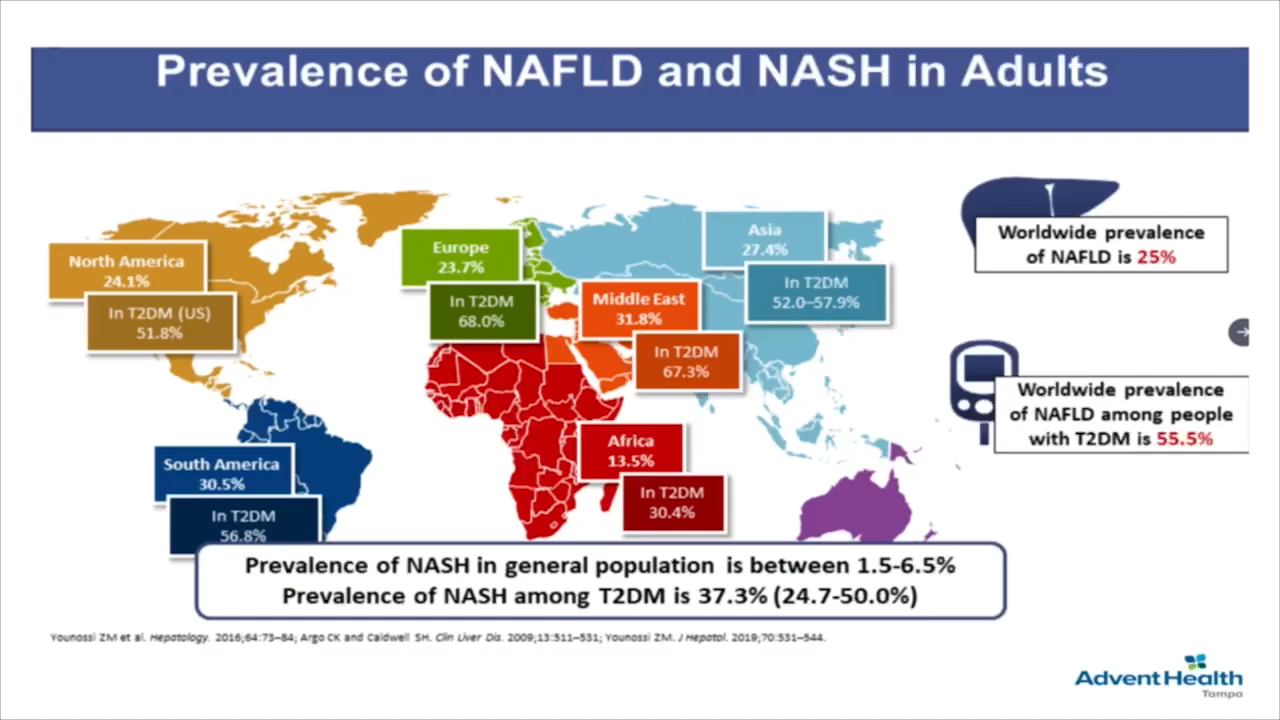 Prevalence of NAFLD and NASH in Adults
North America
24.1%
In T2DM (US)
51.8%
Europe
23.7%
In T2DM
68.0%
Middle East
31.8%
In T2DM
67.3%
Asia
27.4%
In T2DM
52.0–57.9%
South America
30.5%
In T2DM
56.8%
Africa
13.5%
In T2DM
30.4%
Worldwide prevalence
of NAFLD is 25%
Worldwide prevalence
of NAFLD among people
with T2DM is 55.5%
Prevalence of NASH in general population is between 1.5-6.5%
Prevalence of NASH among T2DM is 37.3% (24.7-50.0%)
Younossi ZM et al. Hepatology. 2016;64:73–84; Argo CK and Caldwell SH. Clin Liver Dis. 2009;13:511–531; Younossi ZM. J Hepatol. 2019;70:531–544.
AdventHealth
Tampa